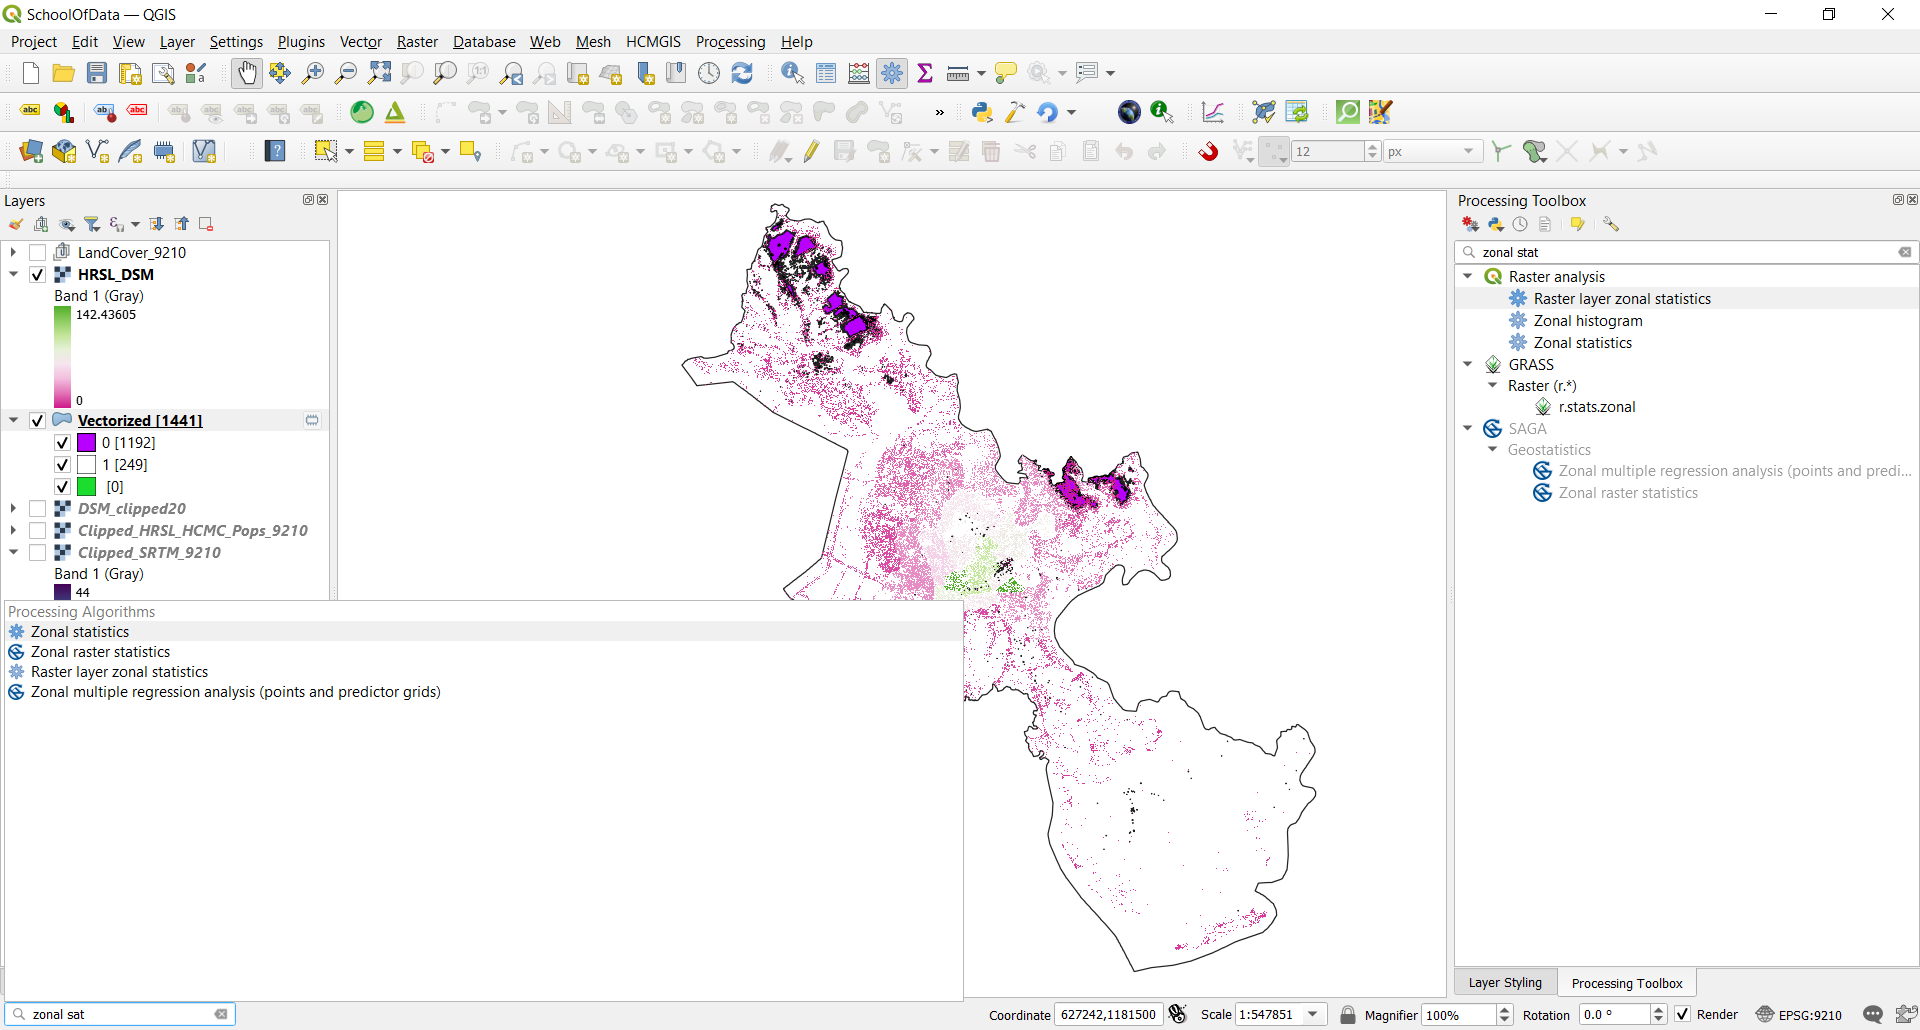 SchoolOfData — QGIS
Project Edit View Layer Settings Plugins Vector Raster Database Web Mesh HCMGIS Processing Help
12 px
Layers
LandCover_9210
HRSL_DSM
Band 1 (Gray)
142.43605
0
Vectorized [1441]
0 [1192]
1 [249]
[0]
DSM_clipped20
Clipped_HRSL_HCMC_Pops_9210
Clipped_SRTM_9210
Band 1 (Gray)
44
Processing Algorithms
Zonal statistics
Zonal raster statistics
Raster layer zonal statistics
Zonal multiple regression analysis (points and predictor grids)
zonal sat
Processing Toolbox
zonal stat
Raster analysis
Raster layer zonal statistics
Zonal histogram
Zonal statistics
GRASS
Raster (r.*)
r.stats.zonal
SAGA
Geostatistics
Zonal multiple regression analysis (points and predi...
Zonal raster statistics
Layer Styling Processing Toolbox
Coordinate 627242,1181500 Scale 1:547851 Magnifier 100% Rotation 0.0 ° Render EPSG:9210